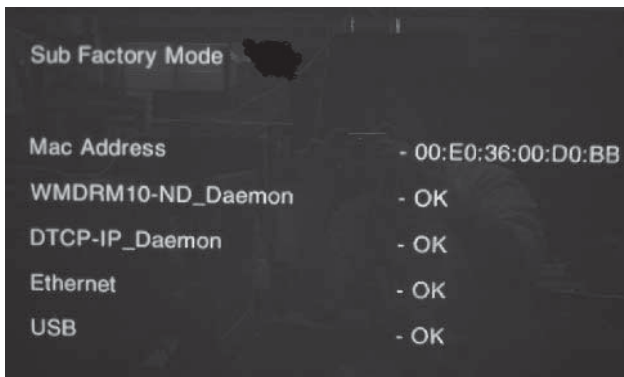 Sub Factory Mode
Mac Address - 00:E0:36:00:D0:BB
WMDRM10-ND_Daemon - OK
DTCP-IP_Daemon - OK
Ethernet - OK
USB - OK